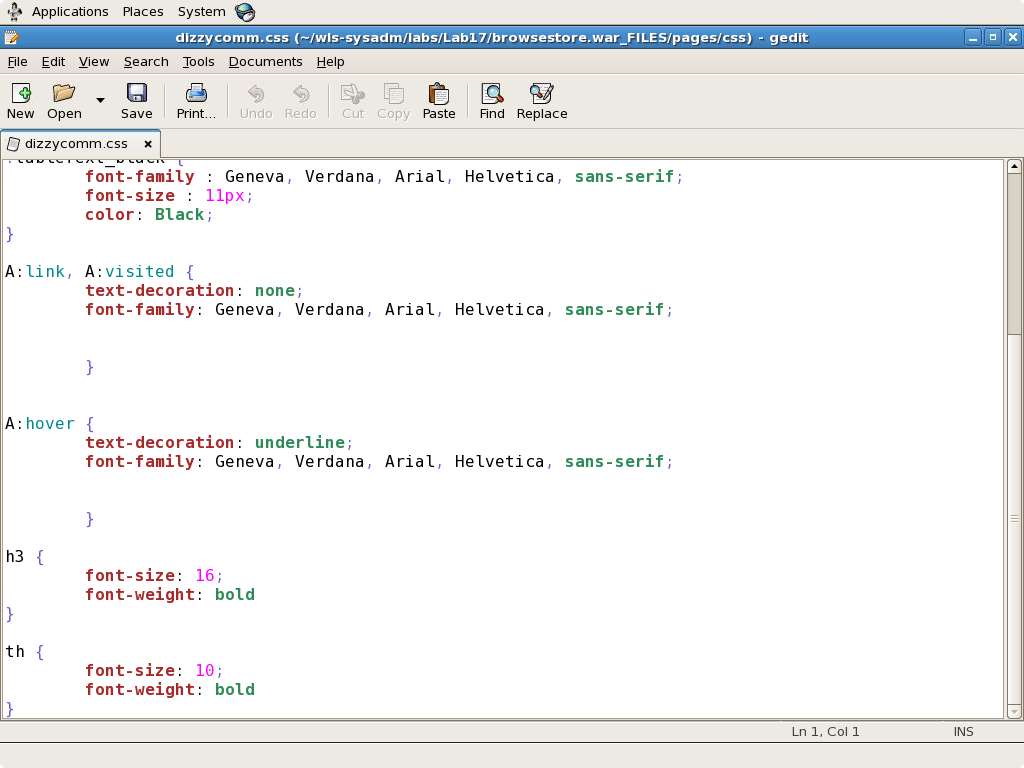 Applications Places System
dizzycomm.css (~/wls-sysadm/labs/Lab17/browsestore.war_FILES/pages/css) - gedit
File Edit View Search Tools Documents Help
New Open Save Print... Undo Redo Cut Copy Paste Find Replace
dizzycomm.css
.tableText_black {
font-family : Geneva, Verdana, Arial, Helvetica, sans-serif;
font-size : 11px;
color: Black;
}
A:link, A:visited {
text-decoration: none;
font-family: Geneva, Verdana, Arial, Helvetica, sans-serif;
}
A:hover {
text-decoration: underline;
font-family: Geneva, Verdana, Arial, Helvetica, sans-serif;
}
h3 {
font-size: 16;
font-weight: bold
}
th {
font-size: 10;
font-weight: bold
}
Ln 1, Col 1 INS